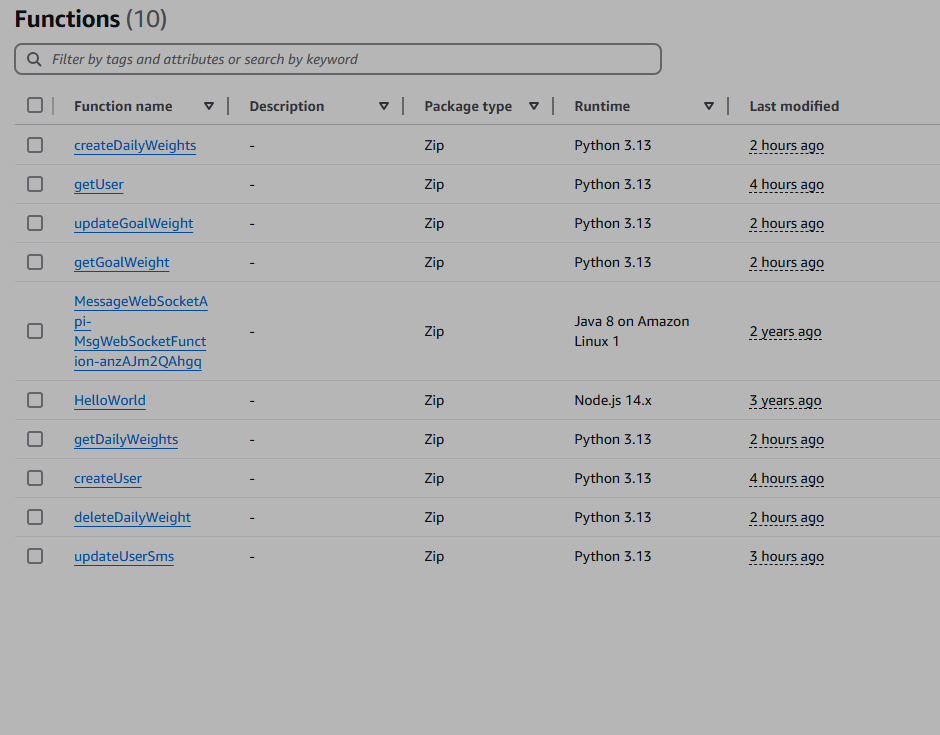 Functions (10)
Filter by tags and attributes or search by keyword
Function name Description Package type Runtime Last modified
createDailyWeights - Zip Python 3.13 2 hours ago
getUser - Zip Python 3.13 4 hours ago
updateGoalWeight - Zip Python 3.13 2 hours ago
getGoalWeight - Zip Python 3.13 2 hours ago
MessageWebSocketA
pi-
MsgWebSocketFunct
ion-anzAJm2QAhgq
-
Zip
Java 8 on Amazon
Linux 1
2 years ago
HelloWorld - Zip Node.js 14.x 3 years ago
getDailyWeights - Zip Python 3.13 2 hours ago
createUser - Zip Python 3.13 4 hours ago
deleteDailyWeight - Zip Python 3.13 2 hours ago
updateUserSms - Zip Python 3.13 3 hours ago